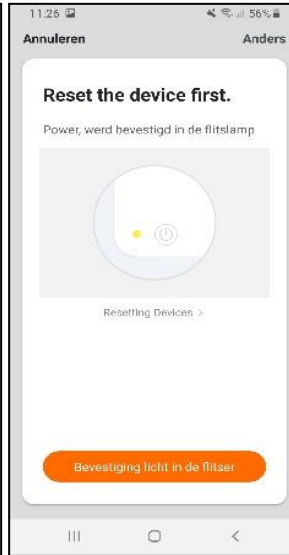 11:26 56%
Annuleren Anders
Reset the device first.
Power, werd bevestigd in de flitslamp
Resetting Devices >
Bevestiging licht in de flitser